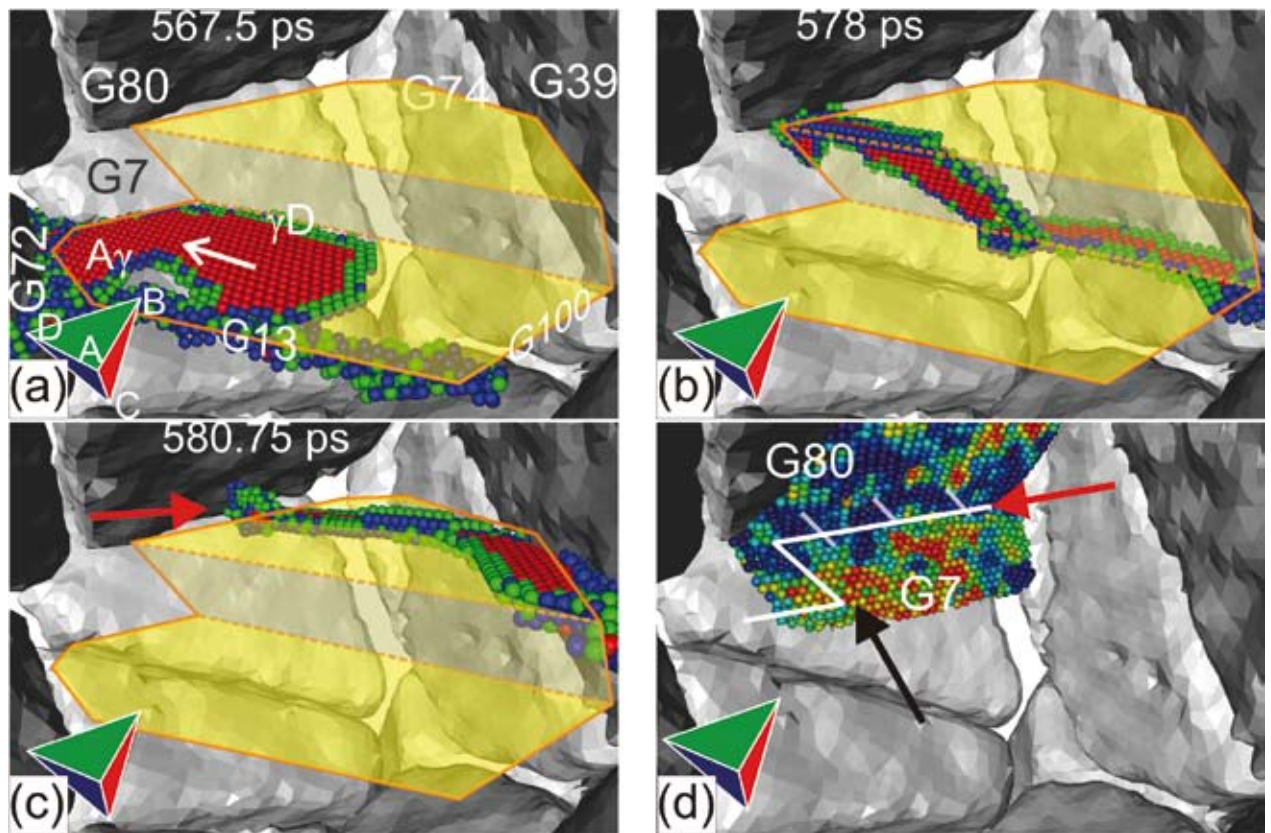 567.5 ps
G80
G74
G39
G7
γD
G72
Aγ
B
D
A
G13
G100
C
(a)
578 ps
(b)
580.75 ps
(c)
G80
G7
(d)